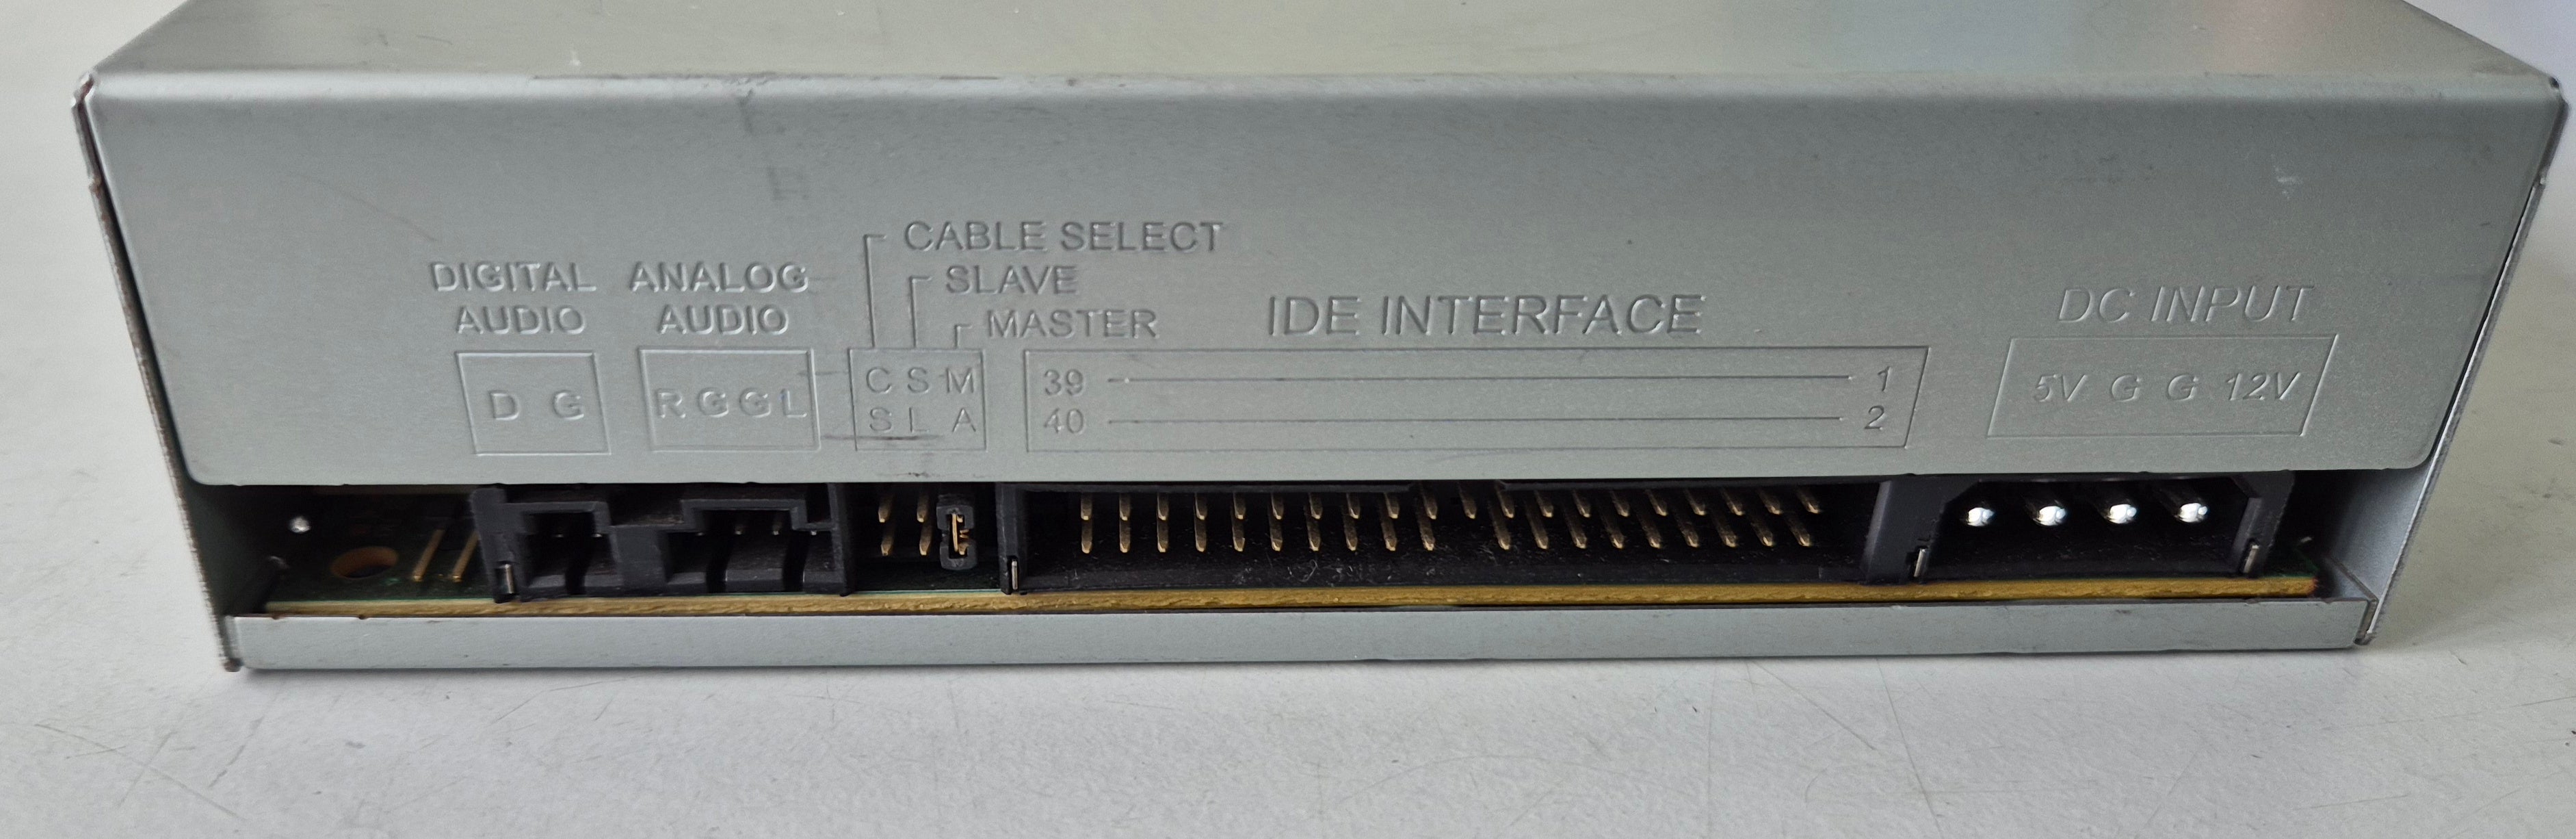 CABLE SELECT
SLAVE
MASTER
DIGITAL
AUDIO
D G
ANALOG
AUDIO
R G G L
C S M
S L A
IDE INTERFACE
39 1
40 2
DC INPUT
5V G G 12V